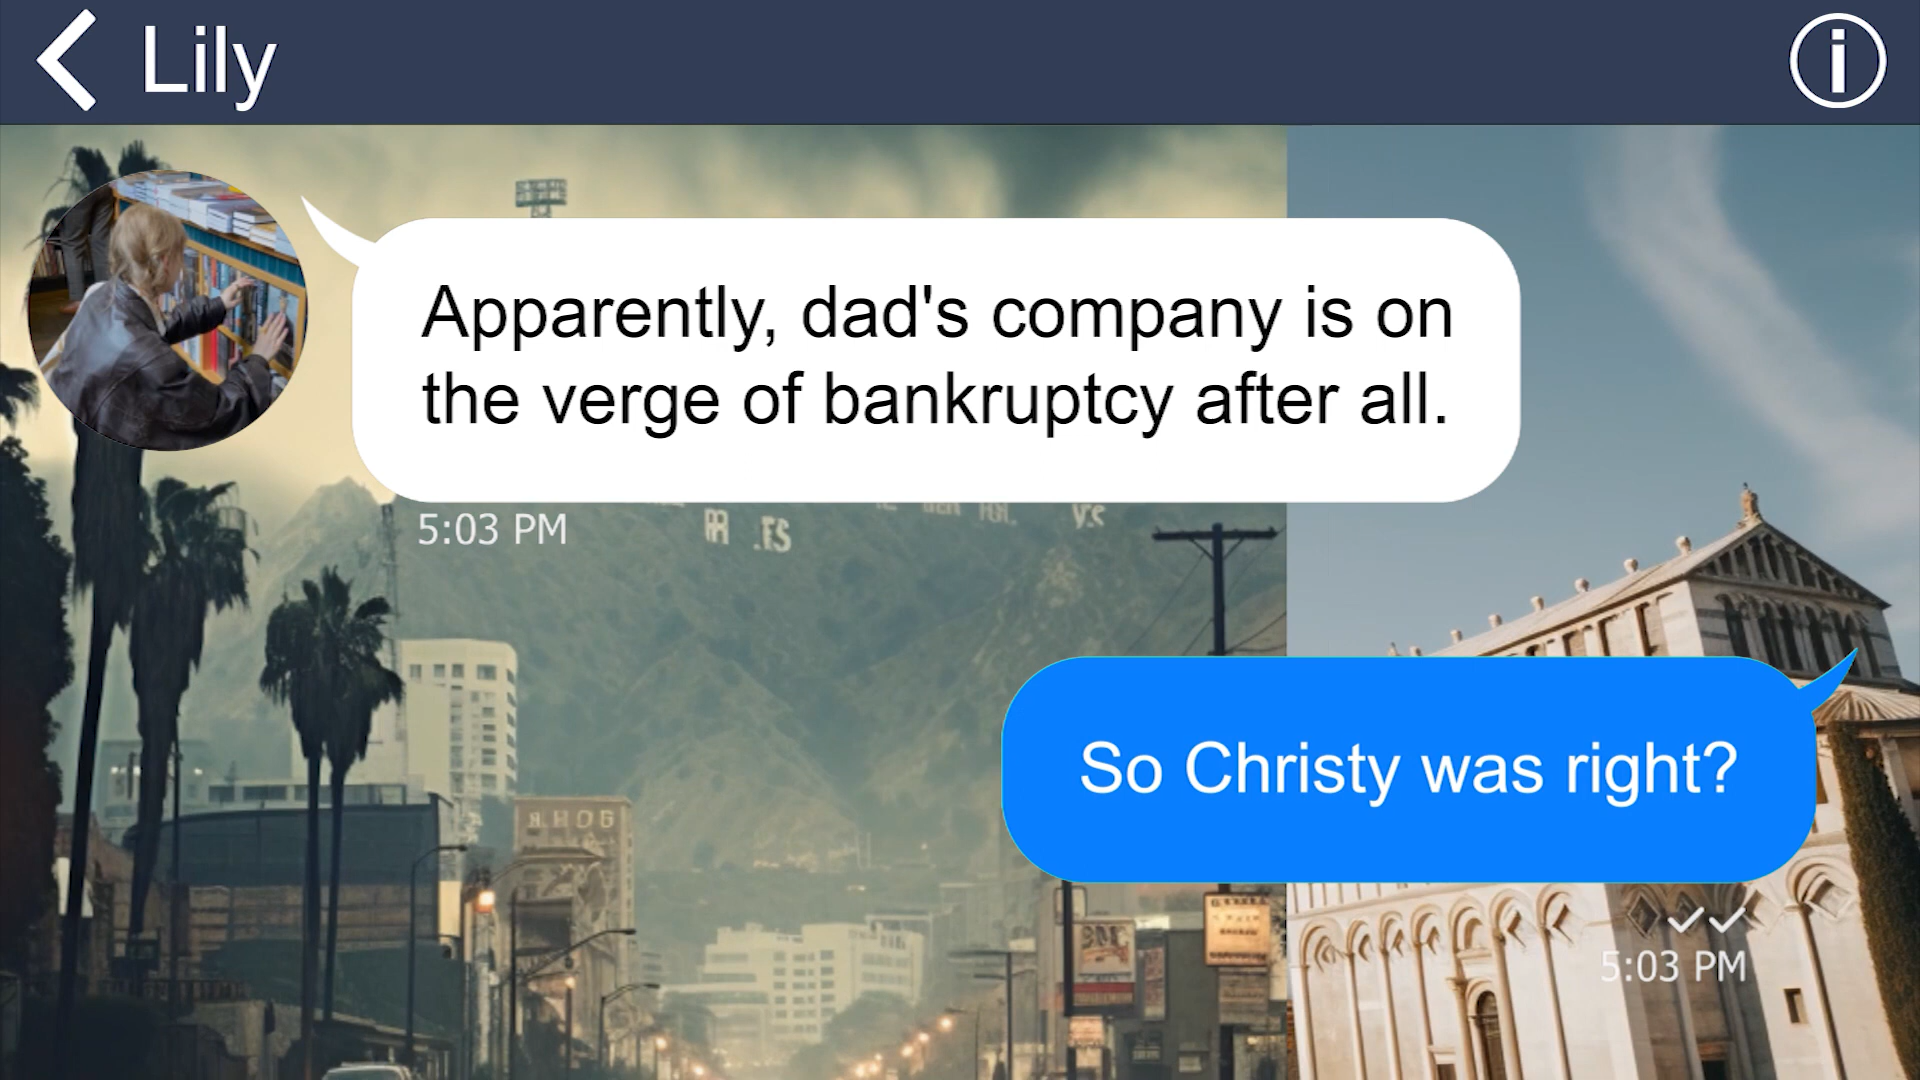 Lily
Apparently, dad's company is on
the verge of bankruptcy after all.
5:03 PM
So Christy was right?
5:03 PM